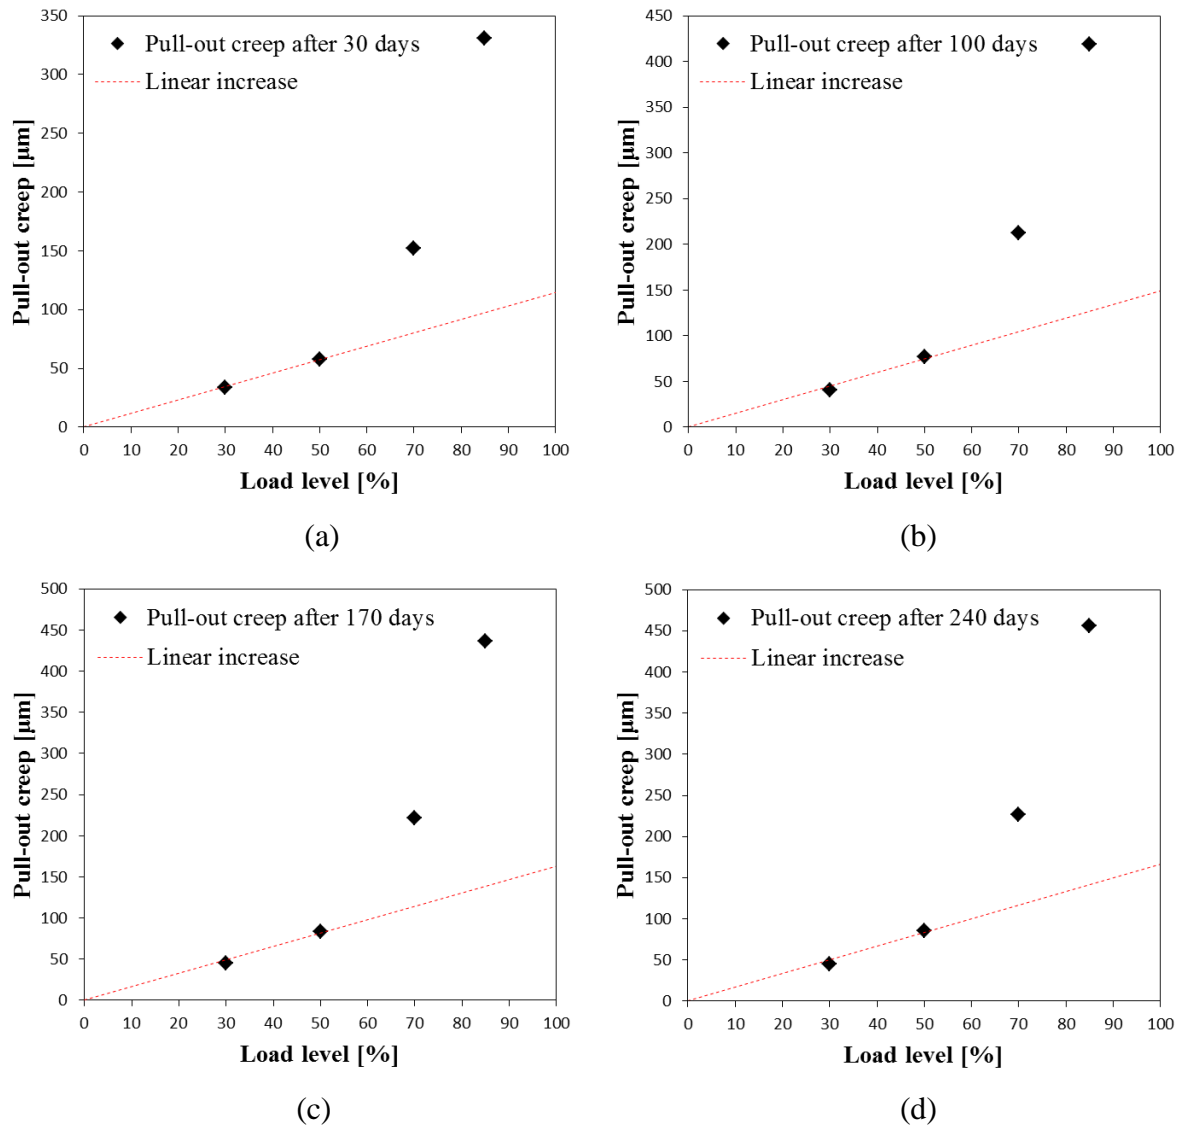 350
300
250
200
150
100
50
0
Pull-out creep [µm]
Pull-out creep after 30 days
Linear increase
0 10 20 30 40 50 60 70 80 90 100
Load level [%]
(a)
450
400
350
300
250
200
150
100
50
0
Pull-out creep [µm]
Pull-out creep after 100 days
Linear increase
0 10 20 30 40 50 60 70 80 90 100
Load level [%]
(b)
500
450
400
350
300
250
200
150
100
50
0
Pull-out creep [µm]
Pull-out creep after 170 days
Linear increase
0 10 20 30 40 50 60 70 80 90 100
Load level [%]
(c)
500
450
400
350
300
250
200
150
100
50
0
Pull-out creep [µm]
Pull-out creep after 240 days
Linear increase
0 10 20 30 40 50 60 70 80 90 100
Load level [%]
(d)